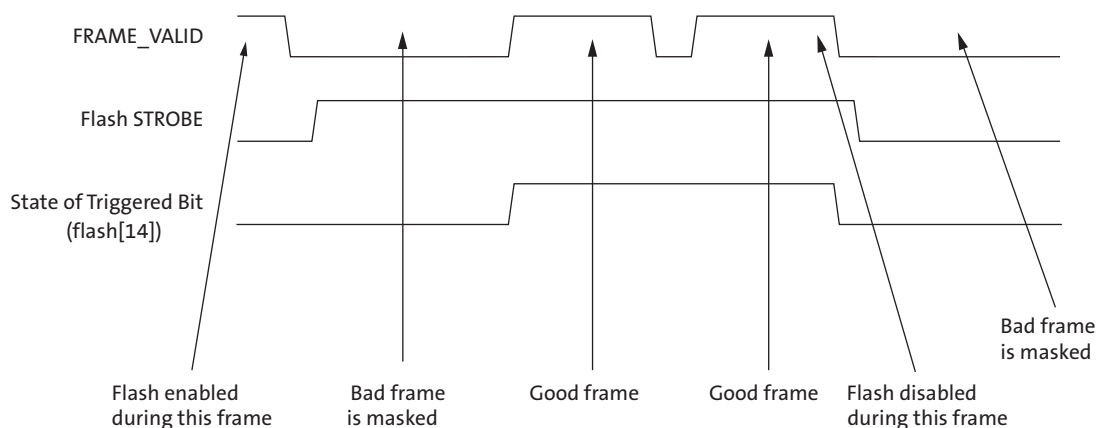 FRAME_VALID
Flash STROBE
State of Triggered Bit
(flash[14])
Bad frame
is masked
Flash enabled
during this frame
Bad frame
is masked
Good frame
Good frame
Flash disabled
during this frame